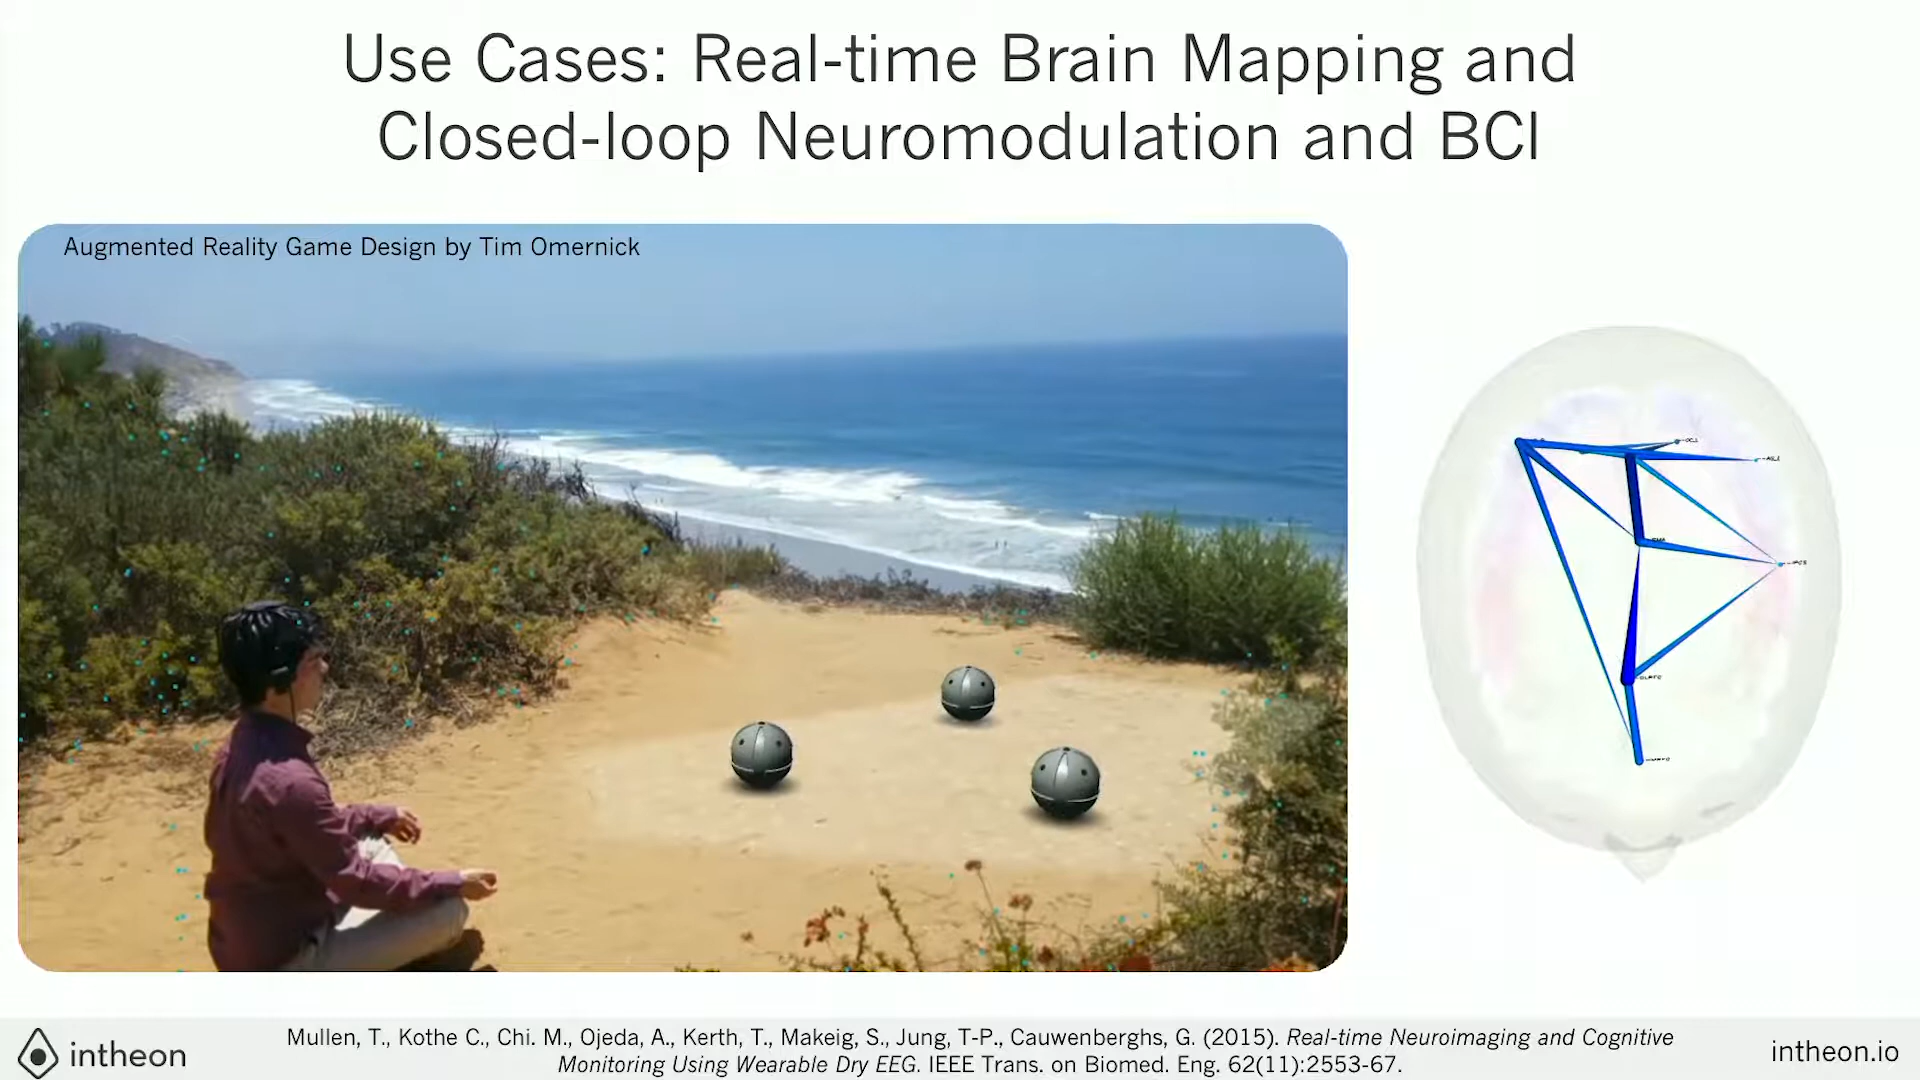 Use Cases: Real-time Brain Mapping and
Closed-loop Neuromodulation and BCI
Augmented Reality Game Design by Tim Omernick
intheon
Mullen, T., Kothe C., Chi. M., Ojeda, A., Kerth, T., Makeig, S., Jung, T-P., Cauwenberghs, G. (2015). Real-time Neuroimaging and Cognitive
Monitoring Using Wearable Dry EEG. IEEE Trans. on Biomed. Eng. 62(11):2553-67.
intheon.io